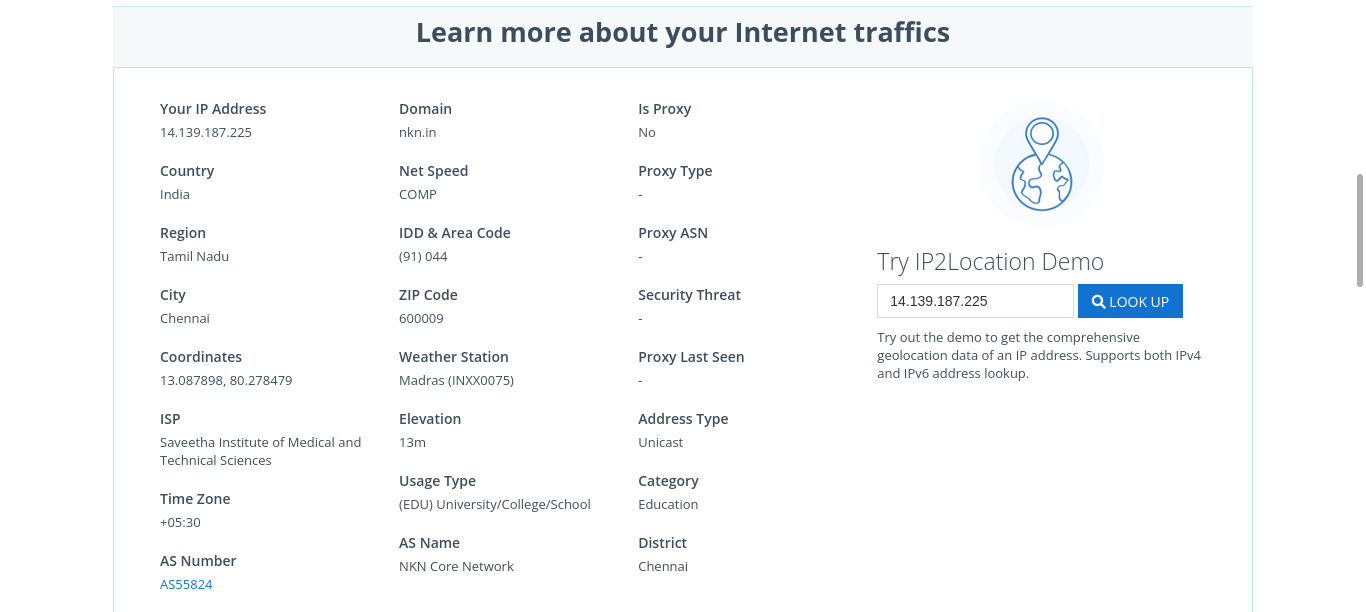 Learn more about your Internet traffics
Your IP Address
14.139.187.225
Country
India
Region
Tamil Nadu
City
Chennai
Coordinates
13.087898, 80.278479
ISP
Saveetha Institute of Medical and
Technical Sciences
Time Zone
+05:30
AS Number
AS55824
Domain
nkn.in
Net Speed
COMP
IDD & Area Code
(91) 044
ZIP Code
600009
Weather Station
Madras (INXX0075)
Elevation
13m
Usage Type
(EDU) University/College/School
AS Name
NKN Core Network
Is Proxy
No
Proxy Type
-
Proxy ASN
-
Security Threat
-
Proxy Last Seen
-
Address Type
Unicast
Category
Education
District
Chennai
Try IP2Location Demo
14.139.187.225
LOOK UP
Try out the demo to get the comprehensive
geolocation data of an IP address. Supports both IPv4
and IPv6 address lookup.